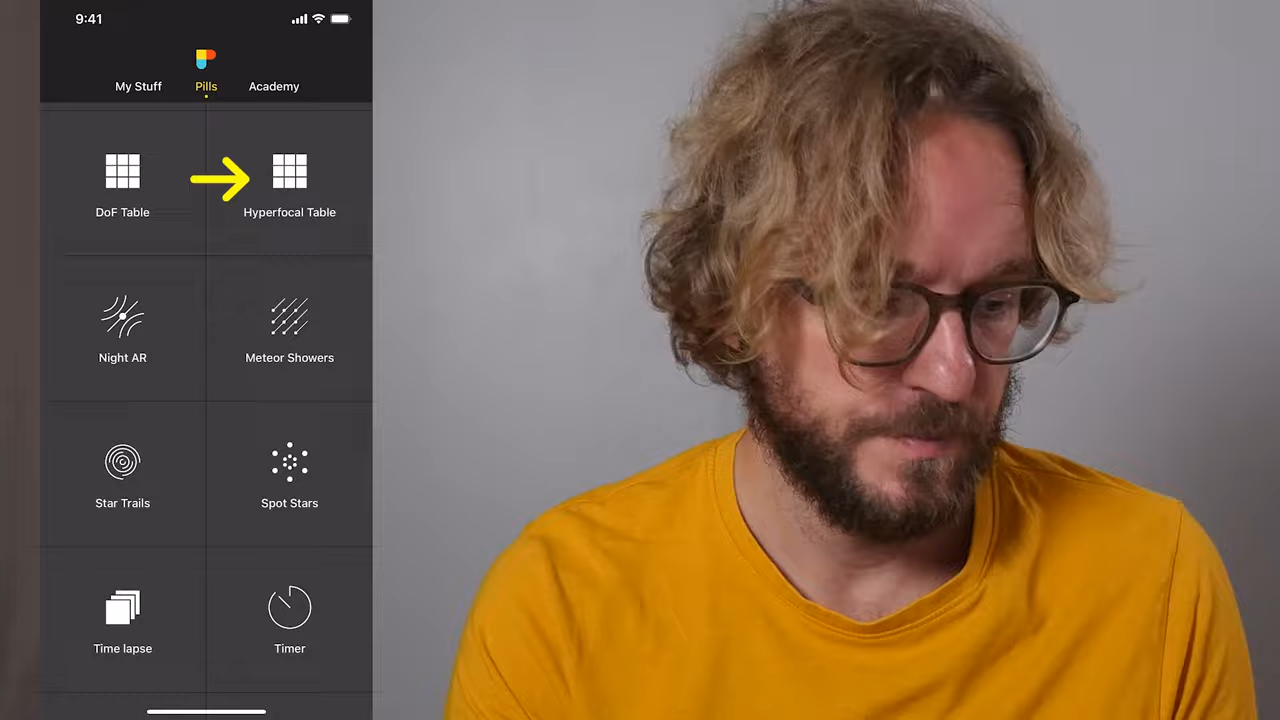 9:41
My Stuff Pills Academy
DoF Table Hyperfocal Table
Night AR Meteor Showers
Star Trails Spot Stars
Time lapse Timer